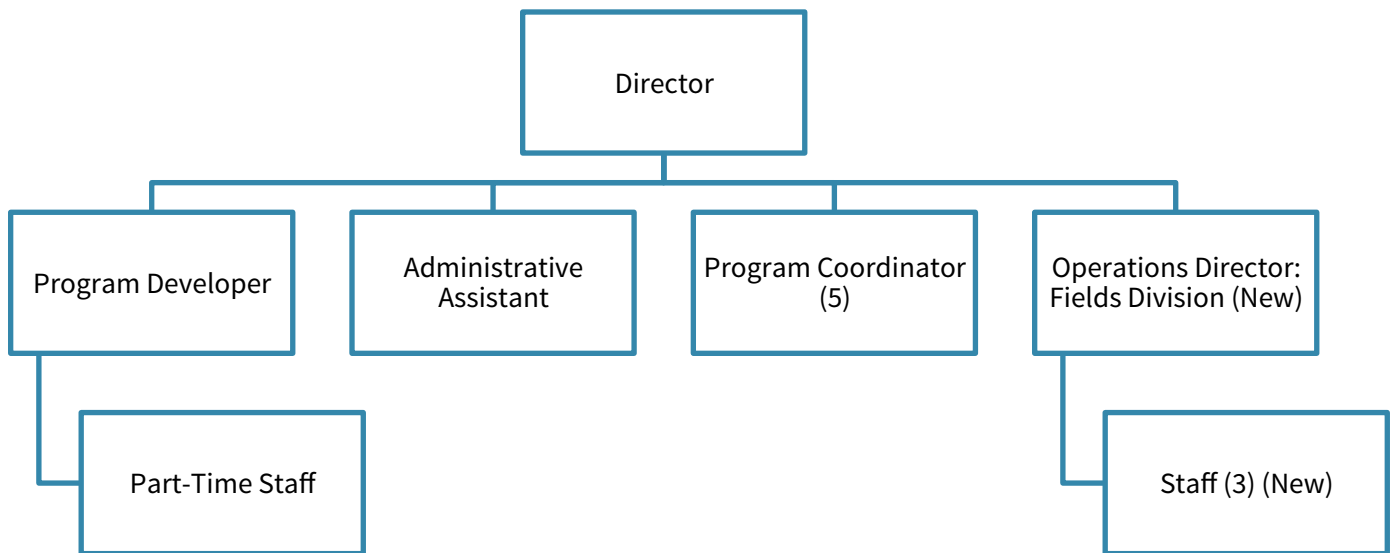 Director
Program Developer
Administrative
Assistant
Program Coordinator
(5)
Operations Director:
Fields Division (New)
Part-Time Staff
Staff (3) (New)